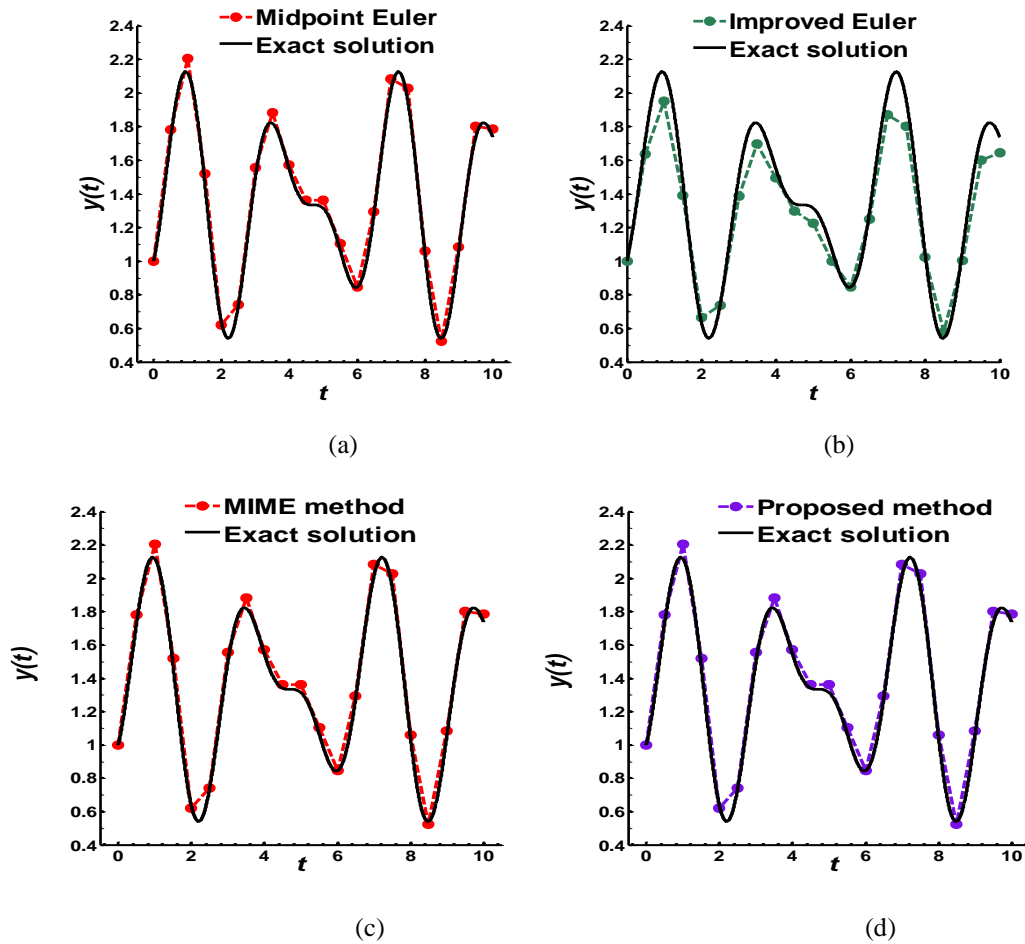 Midpoint Euler
Exact solution
2.4
2.2
2
1.8
1.6
1.4
1.2
1
0.8
0.6
0.4
y(t)
0 2 4 6 8 10
t
(a)
Improved Euler
Exact solution
2.4
2.2
2
1.8
1.6
1.4
1.2
1
0.8
0.6
0.4
y(t)
0 2 4 6 8 10
t
(b)
MIME method
Exact solution
2.4
2.2
2
1.8
1.6
1.4
1.2
1
0.8
0.6
0.4
y(t)
0 2 4 6 8 10
t
(c)
Proposed method
Exact solution
2.4
2.2
2
1.8
1.6
1.4
1.2
1
0.8
0.6
0.4
y(t)
0 2 4 6 8 10
t
(d)